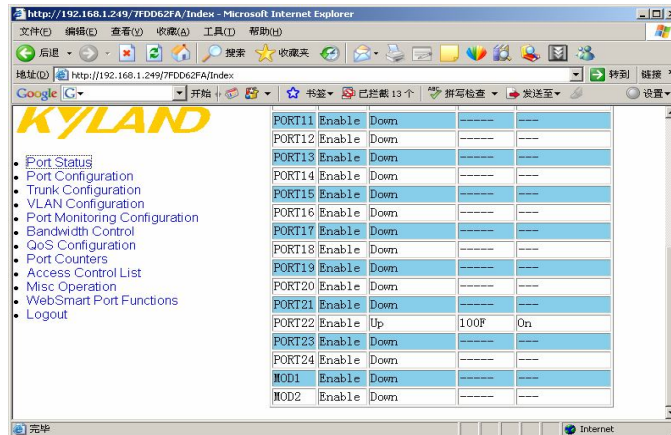 http://192.168.1.249/7FDD62FA/Index - Microsoft Internet Explorer
文件(F) 编辑(E) 查看(V) 收藏(A) 工具(T) 帮助(H)
后退 搜索 收藏夹
地址(D) http://192.168.1.249/7FDD62FA/Index 转到 链接
Google G 开始 书签 已拦截 13 个 拼写检查 发送至 设置
KYLAND
Port Status
Port Configuration
Trunk Configuration
VLAN Configuration
Port Monitoring Configuration
Bandwidth Control
QoS Configuration
Port Counters
Access Control List
Misc Operation
WebSmart Port Functions
Logout
PORT11 Enable Down ----- ---
PORT12 Enable Down ----- ---
PORT13 Enable Down ----- ---
PORT14 Enable Down ----- ---
PORT15 Enable Down ----- ---
PORT16 Enable Down ----- ---
PORT17 Enable Down ----- ---
PORT18 Enable Down ----- ---
PORT19 Enable Down ----- ---
PORT20 Enable Down ----- ---
PORT21 Enable Down ----- ---
PORT22 Enable Up 100F On
PORT23 Enable Down ----- ---
PORT24 Enable Down ----- ---
MOD1 Enable Down ----- ---
MOD2 Enable Down ----- ---
完毕 Internet